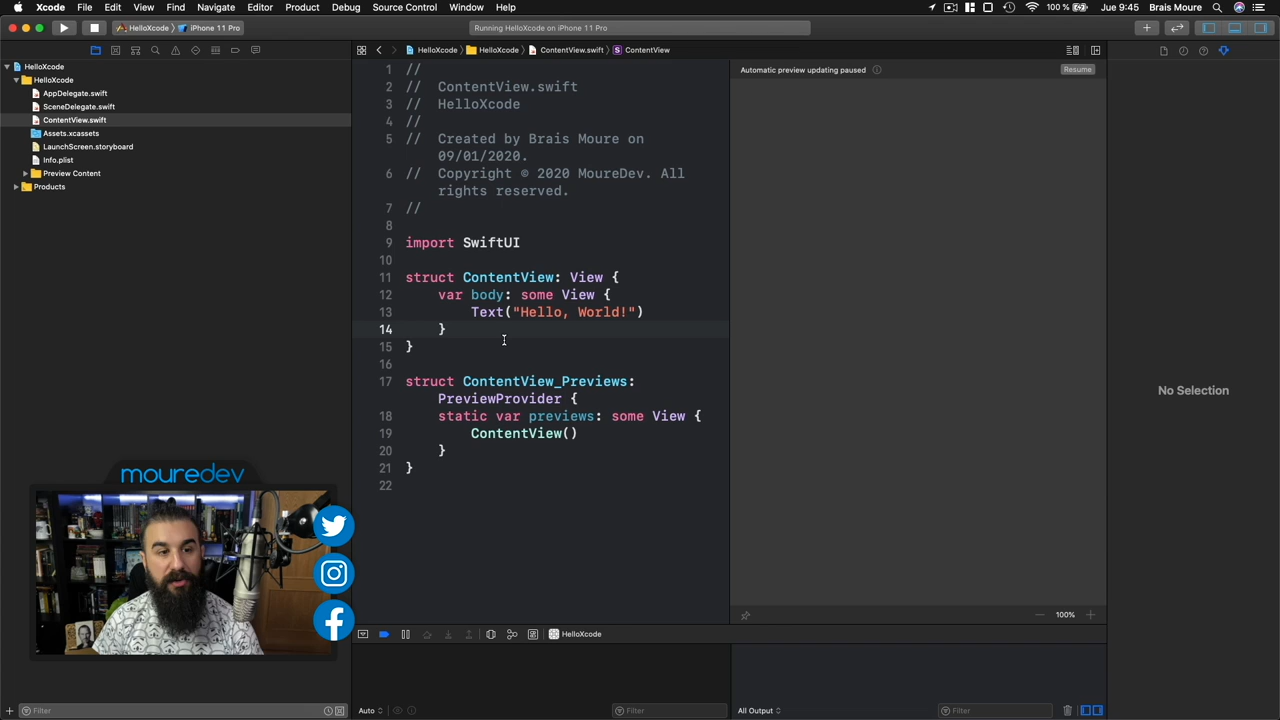 Xcode File Edit View Find Navigate Editor Product Debug Source Control Window Help 100 % Jue 9:45 Brais Moure
HelloXcode iPhone 11 Pro Running HelloXcode on iPhone 11 Pro
HelloXcode HelloXcode ContentView.swift ContentView
HelloXcode
HelloXcode
AppDelegate.swift
SceneDelegate.swift
ContentView.swift
Assets.xcassets
LaunchScreen.storyboard
Info.plist
Preview Content
Products
1 //
2 // ContentView.swift
3 // HelloXcode
4 //
5 // Created by Brais Moure on
09/01/2020.
6 // Copyright © 2020 MoureDev. All
rights reserved.
7 //
8
9 import SwiftUI
10
11 struct ContentView: View {
12 var body: some View {
13 Text("Hello, World!")
14 }
15 }
16
17 struct ContentView_Previews:
PreviewProvider {
18 static var previews: some View {
19 ContentView()
20 }
21 }
22
Automatic preview updating paused Resume
No Selection
100%
mouredev
HelloXcode
Filter
Auto Filter
All Output Filter